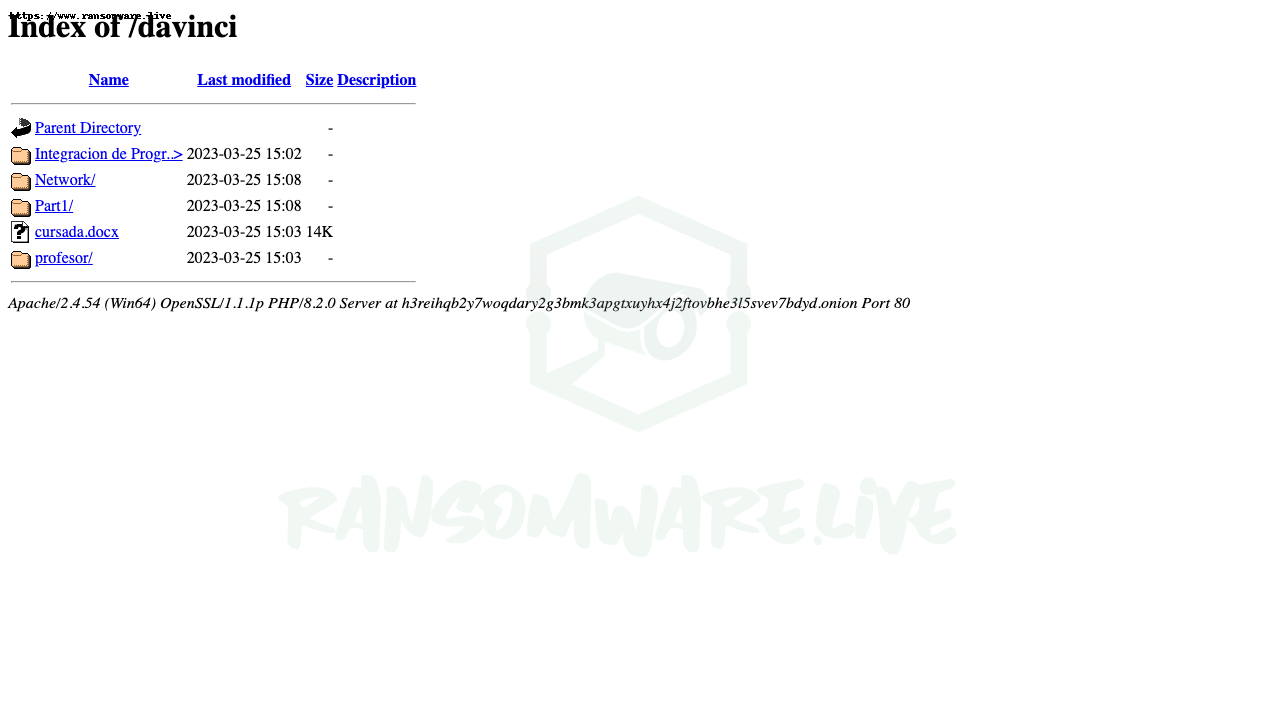 https://www.ransomware.live
Index of /davinci
Name Last modified Size Description
Parent Directory -
Integracion de Progr..> 2023-03-25 15:02 -
Network/ 2023-03-25 15:08 -
Part1/ 2023-03-25 15:08 -
cursada.docx 2023-03-25 15:03 14K
profesor/ 2023-03-25 15:03 -
Apache/2.4.54 (Win64) OpenSSL/1.1.1p PHP/8.2.0 Server at h3reihqb2y7woqdary2g3bmk3apgtxuyhx4j2ftovbhe3l5svev7bdyd.onion Port 80
RANSOMWARE.LIVE